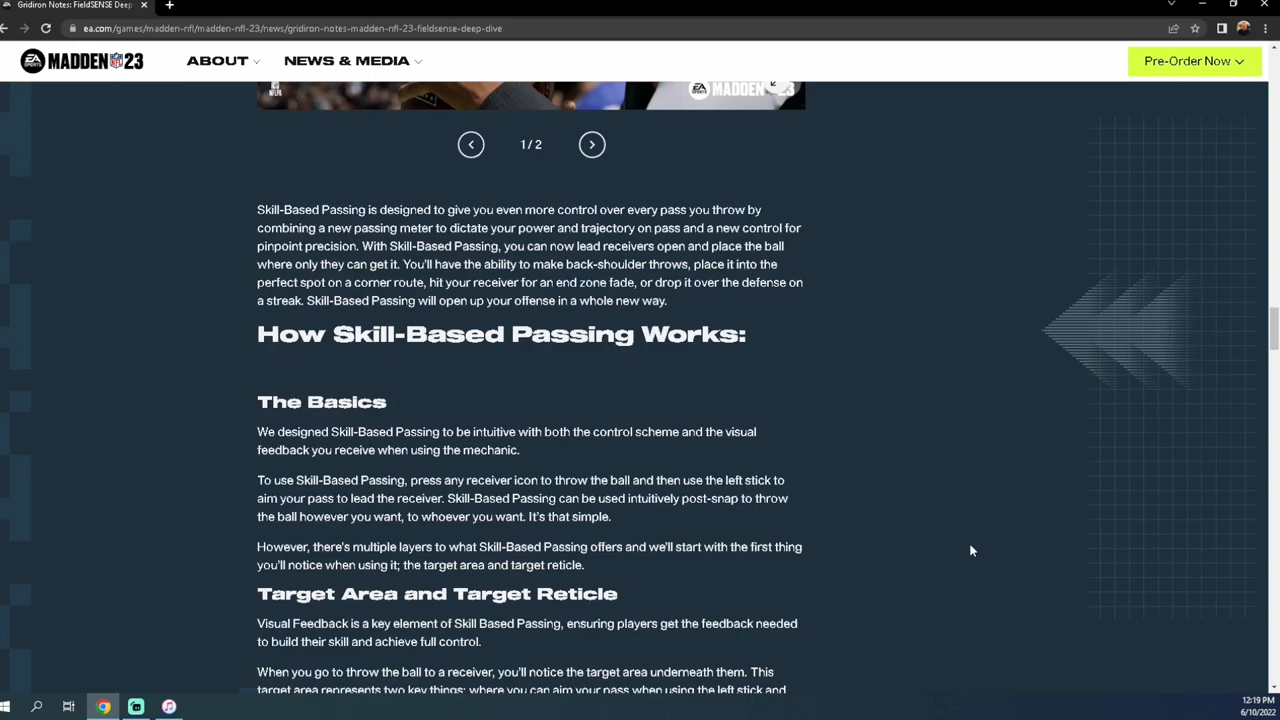 Gridiron Notes: FieldSENSE Deep
ea.com/games/madden-nfl/madden-nfl-23/news/gridiron-notes-madden-nfl-23-fieldsense-deep-dive
EA SPORTS MADDEN NFL 23
ABOUT
NEWS & MEDIA
Pre-Order Now
MADDEN 23
1 / 2
Skill-Based Passing is designed to give you even more control over every pass you throw by
combining a new passing meter to dictate your power and trajectory on pass and a new control for
pinpoint precision. With Skill-Based Passing, you can now lead receivers open and place the ball
where only they can get it. You'll have the ability to make back-shoulder throws, place it into the
perfect spot on a corner route, hit your receiver for an end zone fade, or drop it over the defense on
a streak. Skill-Based Passing will open up your offense in a whole new way.
How Skill-Based Passing Works:
The Basics
We designed Skill-Based Passing to be intuitive with both the control scheme and the visual
feedback you receive when using the mechanic.
To use Skill-Based Passing, press any receiver icon to throw the ball and then use the left stick to
aim your pass to lead the receiver. Skill-Based Passing can be used intuitively post-snap to throw
the ball however you want, to whoever you want. It's that simple.
However, there's multiple layers to what Skill-Based Passing offers and we'll start with the first thing
you'll notice when using it; the target area and target reticle.
Target Area and Target Reticle
Visual Feedback is a key element of Skill Based Passing, ensuring players get the feedback needed
to build their skill and achieve full control.
When you go to throw the ball to a receiver, you'll notice the target area underneath them. This
target area represents two key things: where you can aim your pass when using the left stick and
12:19 PM
6/10/2022